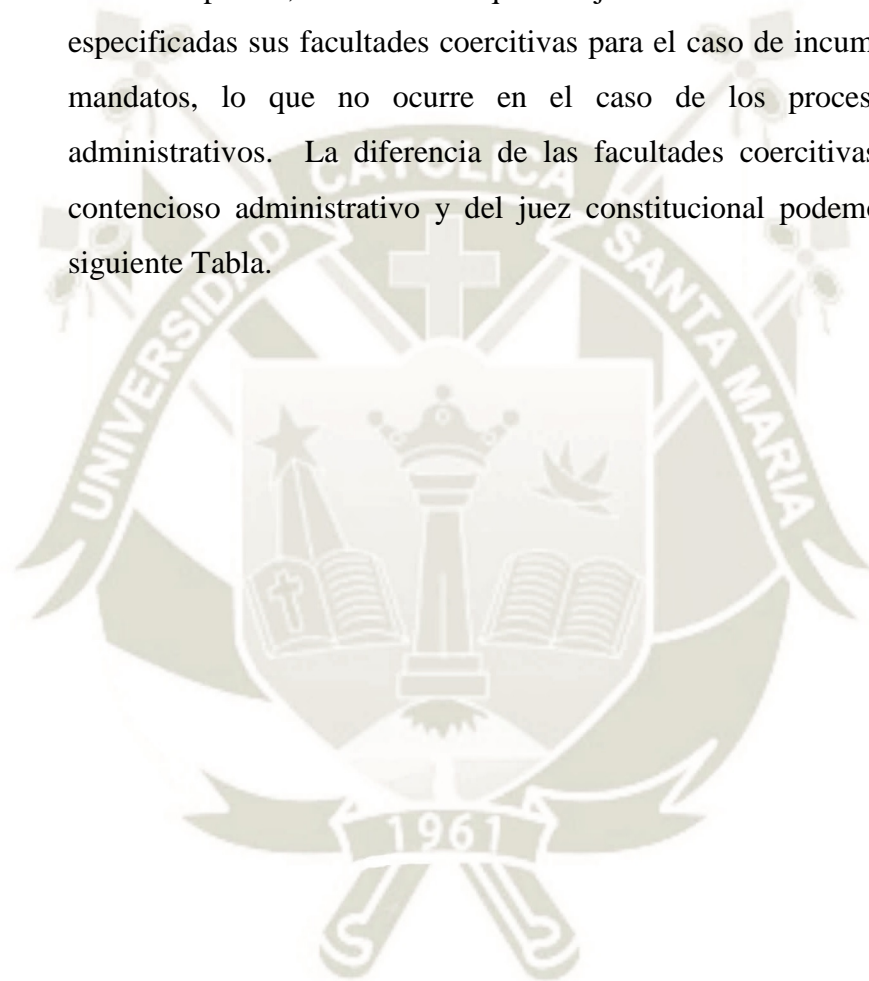 especificadas sus facultades coercitivas para el caso de incum
mandatos, lo que no ocurre en el caso de los proces
administrativos. La diferencia de las facultades coercitivas
contencioso administrativo y del juez constitucional podem
siguiente Tabla.
UNIVERSIDAD CATOLICA SANTA MARIA
1961